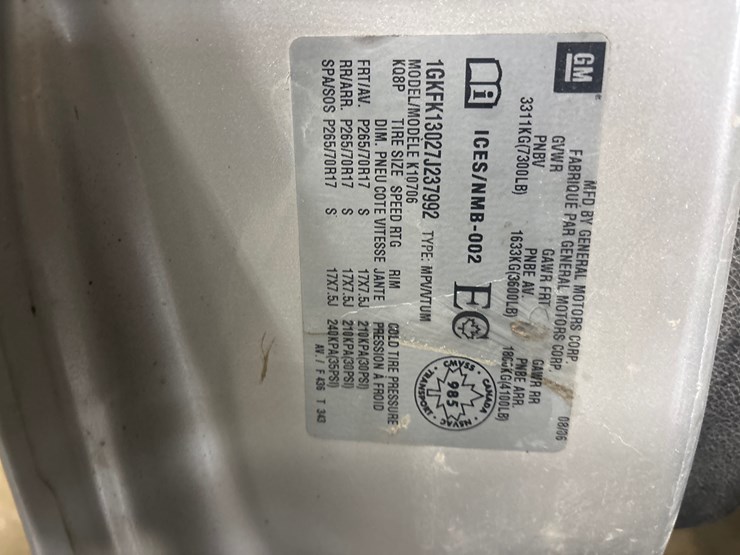 GM
MFD BY GENERAL MOTORS CORP. 08/06
FABRIQUÉ PAR GENERAL MOTORS CORP.
GVWR GAWR FRT GAWR RR
PNBV PNBE AV. PNBE ARR.
3311KG(7300LB) 1633KG(3600LB) KG(4100LB)
i ICES/NMB-002 EC
CANADA · NSVAC · TRANSPORT · CMVSS
985
1GKFK13027J237992 TYPE: MPV/VTUM
MODEL/MODELE K10706
KQ8P TIRE SIZE SPEED RTG RIM COLD TIRE PRESSURE
DIM. PNEU COTE VITESSE JANTE PRESSION À FROID
FRT/AV. P265/70R17 S 17X7.5J 210KPA(30PSI)
RR/ARR. P265/70R17 S 17X7.5J 210KPA(30PSI)
SPA/SOS P265/70R17 S 17X7.5J 240KPA(35PSI)
AV. / F 436 T 343